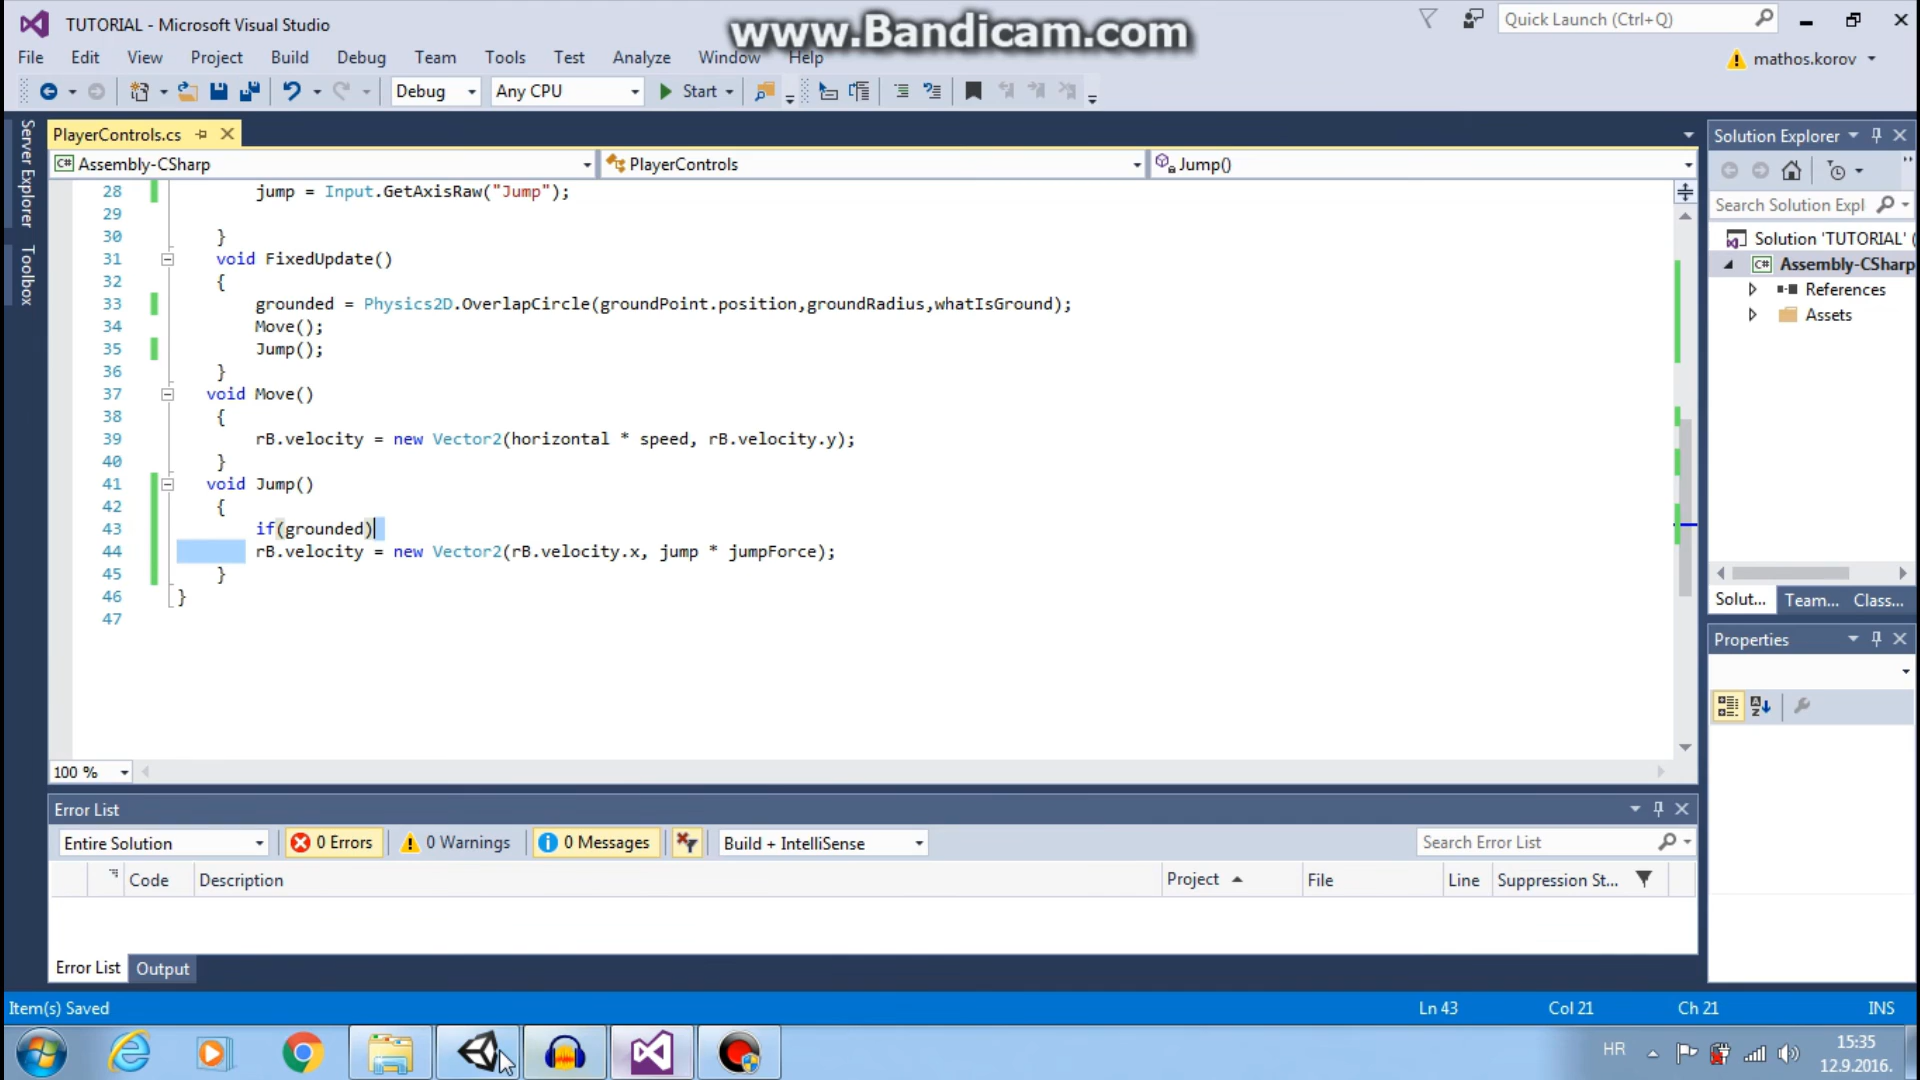 TUTORIAL - Microsoft Visual Studio
www.Bandicam.com
Quick Launch (Ctrl+Q)
File Edit View Project Build Debug Team Tools Test Analyze Window Help
mathos.korov
Debug Any CPU Start
Server Explorer
Toolbox
PlayerControls.cs
Assembly-CSharp PlayerControls Jump()
28 jump = Input.GetAxisRaw("Jump");
29
30 }
31 void FixedUpdate()
32 {
33 grounded = Physics2D.OverlapCircle(groundPoint.position,groundRadius,whatIsGround);
34 Move();
35 Jump();
36 }
37 void Move()
38 {
39 rB.velocity = new Vector2(horizontal * speed, rB.velocity.y);
40 }
41 void Jump()
42 {
43 if(grounded)
44 rB.velocity = new Vector2(rB.velocity.x, jump * jumpForce);
45 }
46 }
47
100 %
Solution Explorer
Search Solution Expl
Solution 'TUTORIAL' (
C# Assembly-CSharp
References
Assets
Solut... Team... Class...
Properties
Error List
Entire Solution 0 Errors 0 Warnings 0 Messages Build + IntelliSense Search Error List
Code Description Project File Line Suppression St...
Error List Output
Item(s) Saved Ln 43 Col 21 Ch 21 INS
HR
15:35
12.9.2016.